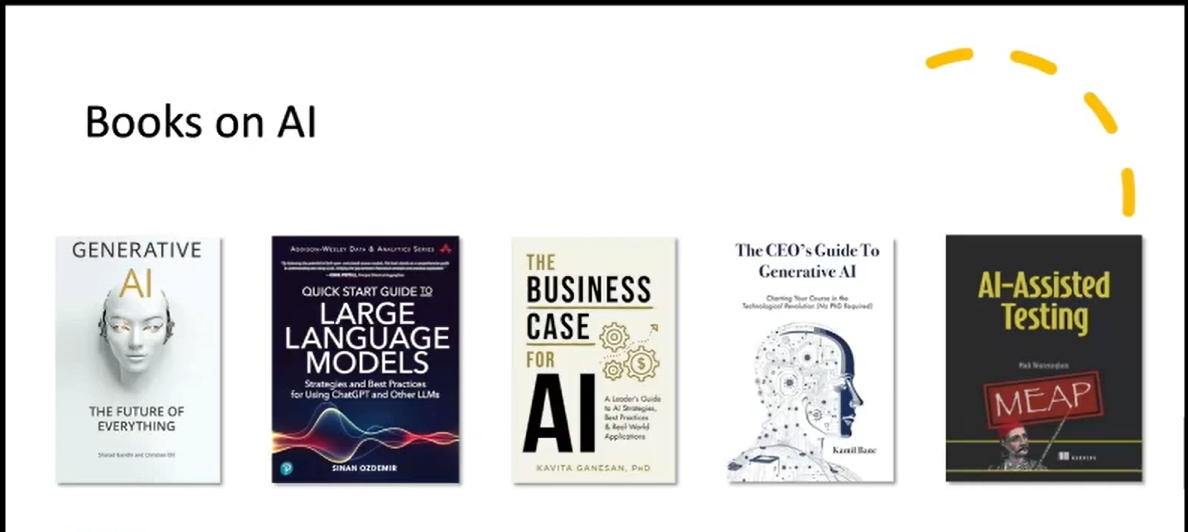 Books on AI
GENERATIVE
AI
THE FUTURE OF
EVERYTHING
ADDISON-WESLEY DATA & ANALYTICS SERIES
QUICK START GUIDE TO
LARGE
LANGUAGE
MODELS
Strategies and Best Practices
for Using ChatGPT and Other LLMs
SINAN OZDEMIR
THE
BUSINESS
CASE
FOR
AI
$
A Leader's Guide
to AI Strategies,
Best Practices
& Real-World
Applications
KAVITA GANESAN, PhD
The CEO's Guide To
Generative AI
Charting Your Course in the
Technological Revolution (No PhD Required)
Kamil Banc
AI-Assisted
Testing
Mark Winteringham
MEAP
MANNING